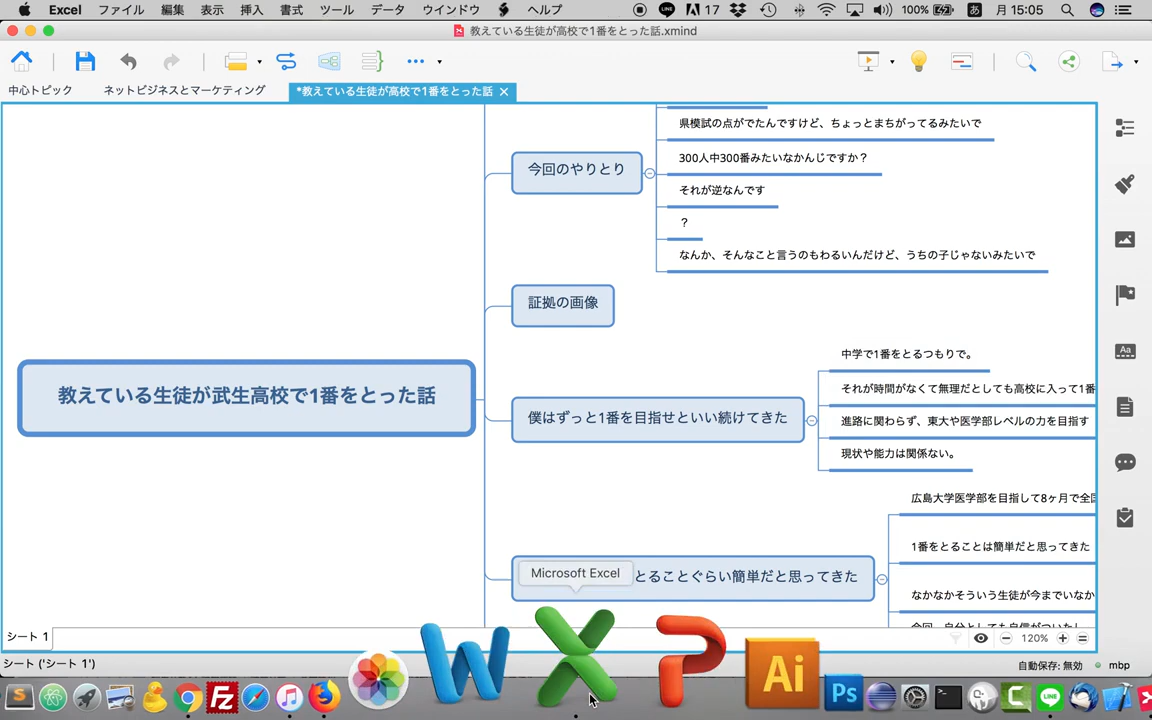 Excel ファイル 編集 表示 挿入 書式 ツール データ ウインドウ ヘルプ 17 100% あ 月 15:05
教えている生徒が高校で1番をとった話.xmind
中心トピック ネットビジネスとマーケティング *教えている生徒が高校で1番をとった話
県模試の点がでたんですけど、ちょっとまちがってるみたいで
今回のやりとり
300人中300番みたいなかんじですか？
それが逆なんです
？
なんか、そんなこと言うのもわるいんだけど、うちの子じゃないみたいで
証拠の画像
教えている生徒が武生高校で1番をとった話
中学で1番をとるつもりで。
それが時間がなくて無理だとしても高校に入って1番
僕はずっと1番を目指せといい続けてきた
進路に関わらず、東大や医学部レベルの力を目指す
現状や能力は関係ない。
広島大学医学部を目指して8ヶ月で全国
1番をとることは簡単だと思ってきた
Microsoft Excel
とることぐらい簡単だと思ってきた
なかなかそういう生徒が今までいなか
今回、自分としても自信がついたし
シート 1
120%
シート ('シート 1')
自動保存: 無効 mbp
S Fz W X P Ai Ps C LINE